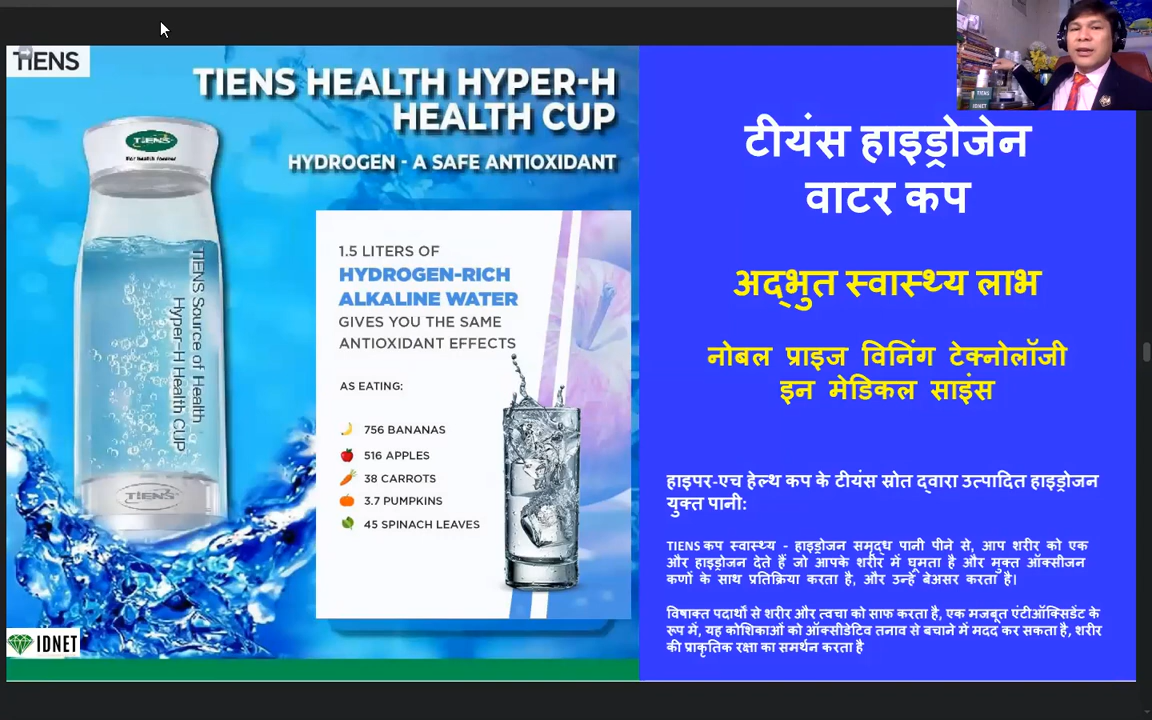 TIENS
TIENS HEALTH HYPER-H
HEALTH CUP
HYDROGEN - A SAFE ANTIOXIDANT
TIENS
For health forever
TIENS Source of Health
Hyper-H Health CUP
TIENS
1.5 LITERS OF
HYDROGEN-RICH
ALKALINE WATER
GIVES YOU THE SAME
ANTIOXIDANT EFFECTS
AS EATING:
756 BANANAS
516 APPLES
38 CARROTS
3.7 PUMPKINS
45 SPINACH LEAVES
IDNET
TIENS
टीयंस हाइड्रोजेन
वाटर कप
अद्भुत स्वास्थ्य लाभ
नोबल प्राइज विनिंग टेक्नोलॉजी
इन मेडिकल साइंस
हाइपर-एच हेल्थ कप के टीयंस स्रोत द्वारा उत्पादित हाइड्रोजन
युक्त पानी:
TIENS कप स्वास्थ्य - हाइड्रोजन समृद्ध पानी पीने से, आप शरीर को एक
और हाइड्रोजन देते हैं जो आपके शरीर में घूमता है और मुक्त ऑक्सीजन
कणों के साथ प्रतिक्रिया करता है, और उन्हें बेअसर करता है।
विषाक्त पदार्थों से शरीर और त्वचा को साफ करता है, एक मजबूत एंटीऑक्सिडेंट के
रूप में, यह कोशिकाओं को ऑक्सीडेटिव तनाव से बचाने में मदद कर सकता है, शरीर
की प्राकृतिक रक्षा का समर्थन करता है